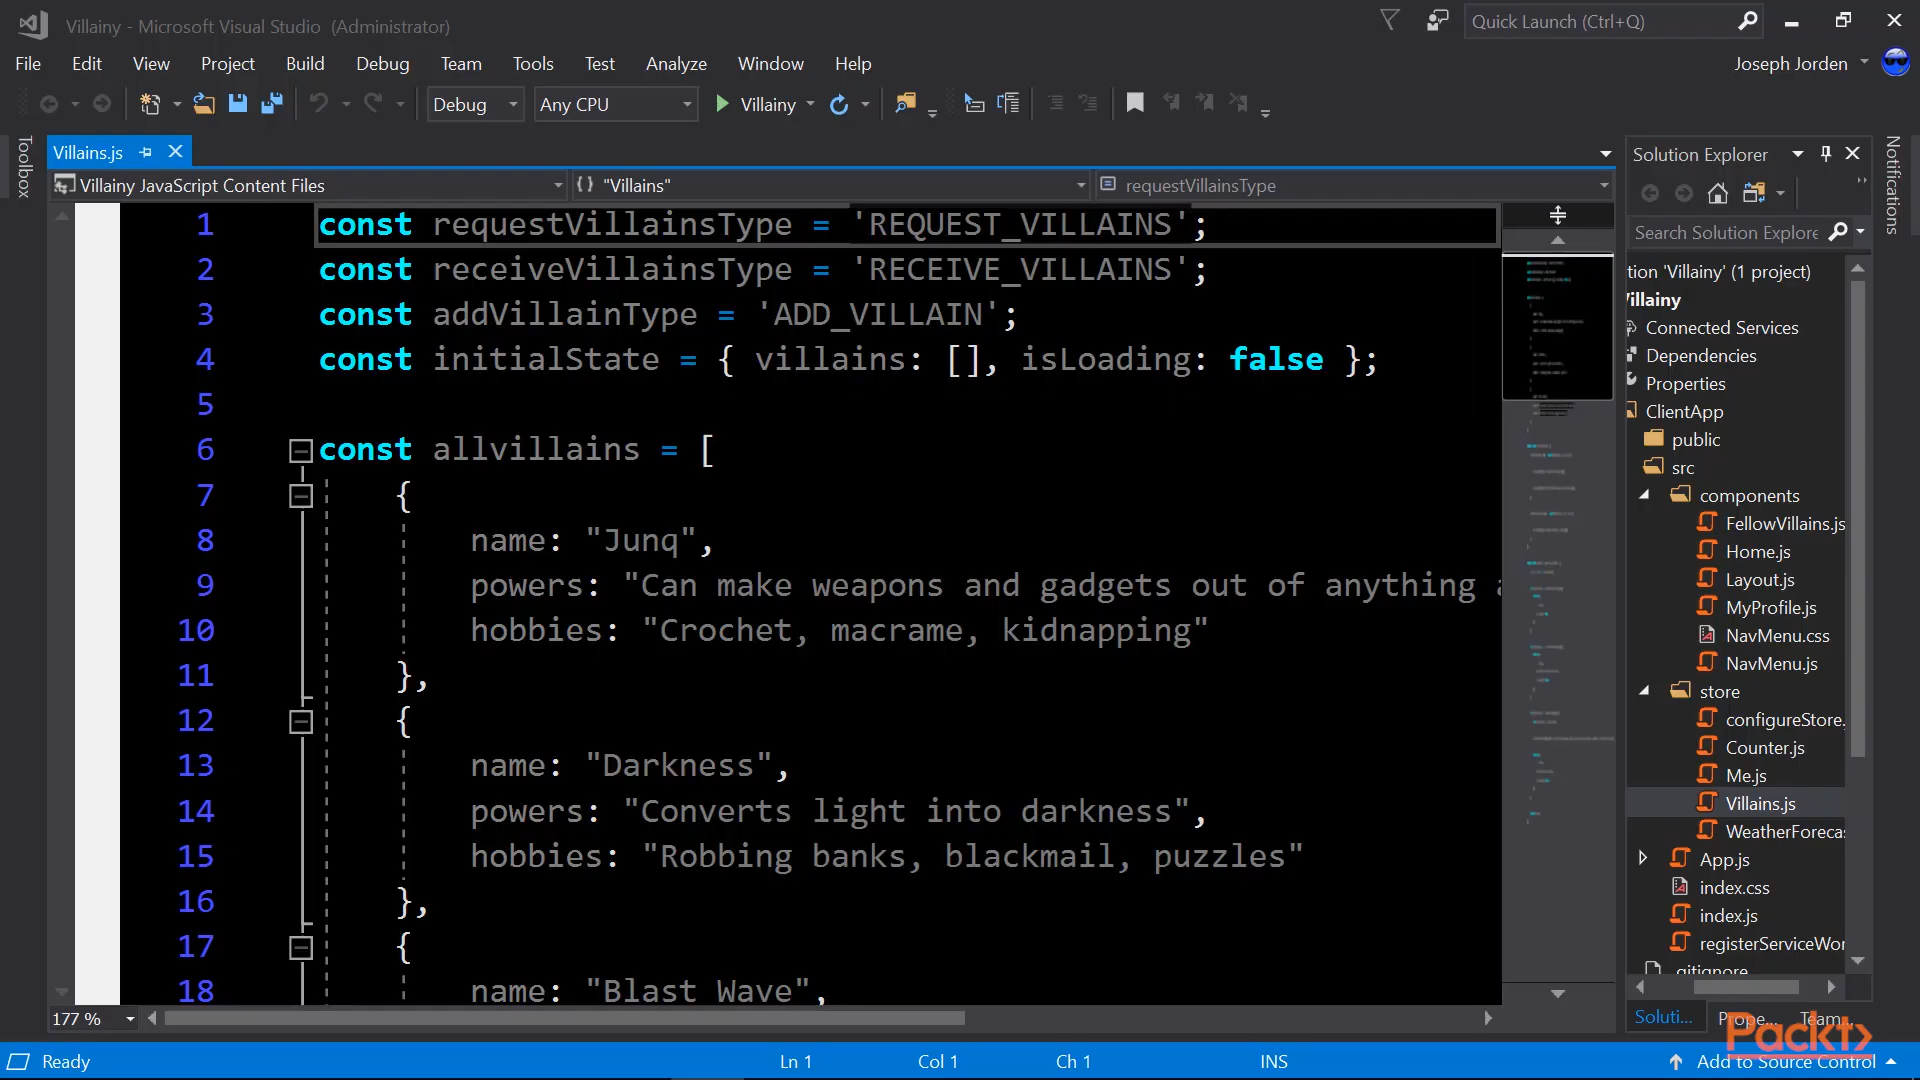 Villainy - Microsoft Visual Studio (Administrator)
Quick Launch (Ctrl+Q)
File Edit View Project Build Debug Team Tools Test Analyze Window Help
Joseph Jorden
Debug Any CPU Villainy
Toolbox
Villains.js
Villainy JavaScript Content Files {} "Villains" requestVillainsType
1 const requestVillainsType = 'REQUEST_VILLAINS';
2 const receiveVillainsType = 'RECEIVE_VILLAINS';
3 const addVillainType = 'ADD_VILLAIN';
4 const initialState = { villains: [], isLoading: false };
5
6 const allvillains = [
7 {
8 name: "Junq",
9 powers: "Can make weapons and gadgets out of anything a
10 hobbies: "Crochet, macrame, kidnapping"
11 },
12 {
13 name: "Darkness",
14 powers: "Converts light into darkness",
15 hobbies: "Robbing banks, blackmail, puzzles"
16 },
17 {
18 name: "Blast Wave",
177 %
Solution Explorer
Search Solution Explore
tion 'Villainy' (1 project)
Villainy
Connected Services
Dependencies
Properties
ClientApp
public
src
components
FellowVillains.js
Home.js
Layout.js
MyProfile.js
NavMenu.css
NavMenu.js
store
configureStore.
Counter.js
Me.js
Villains.js
WeatherForecas
App.js
index.css
index.js
registerServiceWor
.gitignore
Soluti... Prope... Team...
Notifications
Packt>
Ready Ln 1 Col 1 Ch 1 INS Add to Source Control